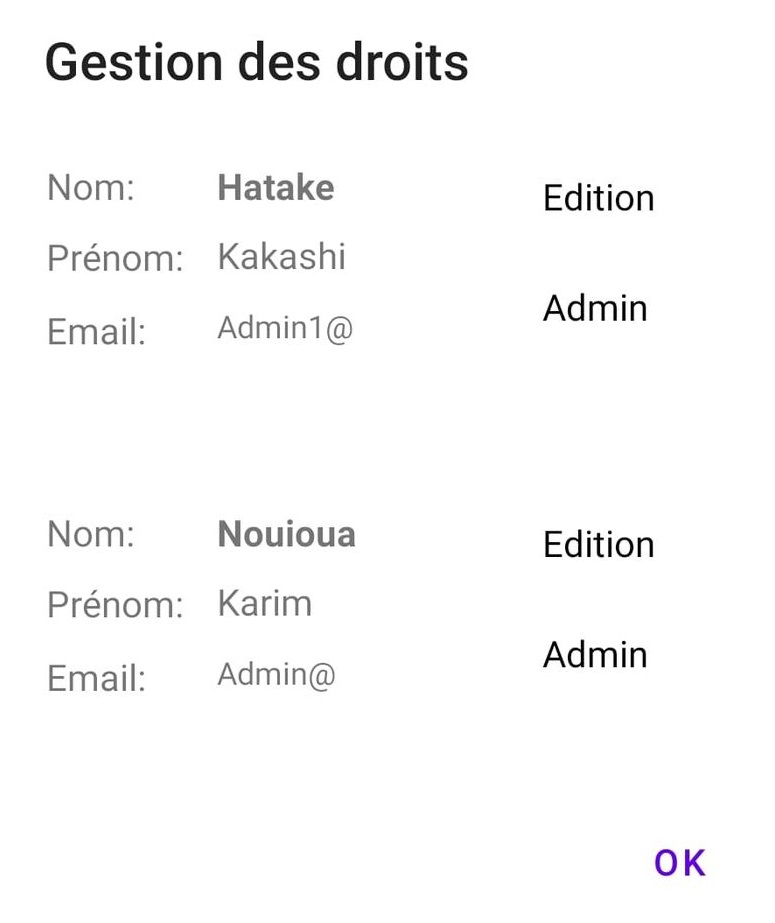 Gestion des droits
Nom: Hatake
Edition
Prénom: Kakashi
Admin
Email: Admin1@
Nom: Nouioua
Edition
Prénom: Karim
Admin
Email: Admin@
OK